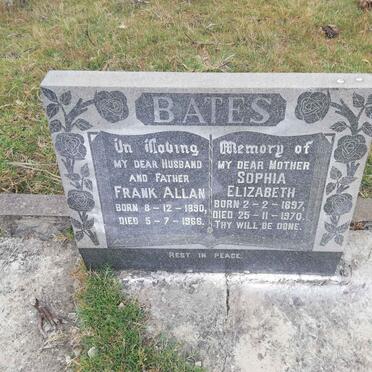 BATES
In Loving Memory of
MY DEAR HUSBAND
AND FATHER
FRANK ALLAN
BORN 8-12-1890,
DIED 5-7-1966.
MY DEAR MOTHER
SOPHIA
ELIZABETH
BORN 2-2-1897,
DIED 25-11-1970.
THY WILL BE DONE.
REST IN PEACE.